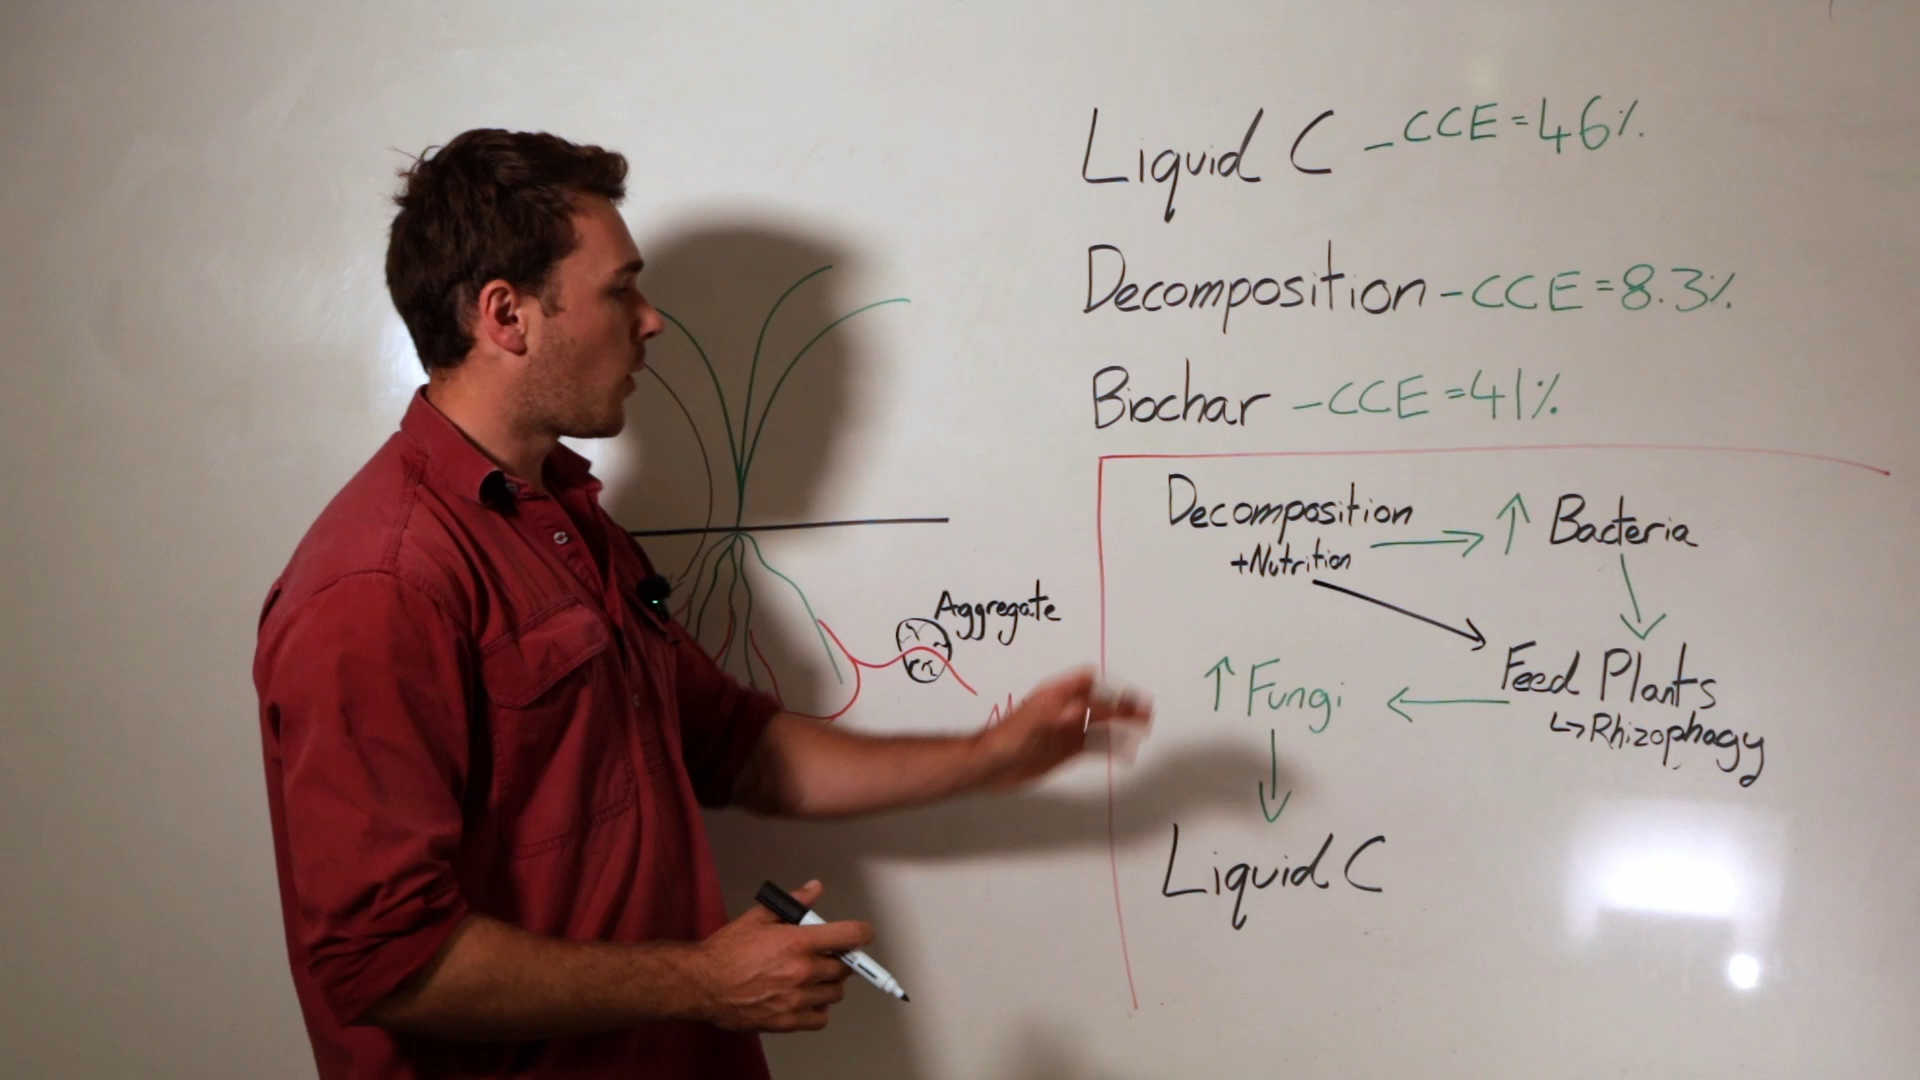 Liquid C - CCE = 46%
Decomposition - CCE = 8.3%
Biochar - CCE = 41%
Decomposition → ↑ Bacteria
+Nutrition
Aggregate
↑ Fungi ← Feed Plants
↳ Rhizophagy
Liquid C